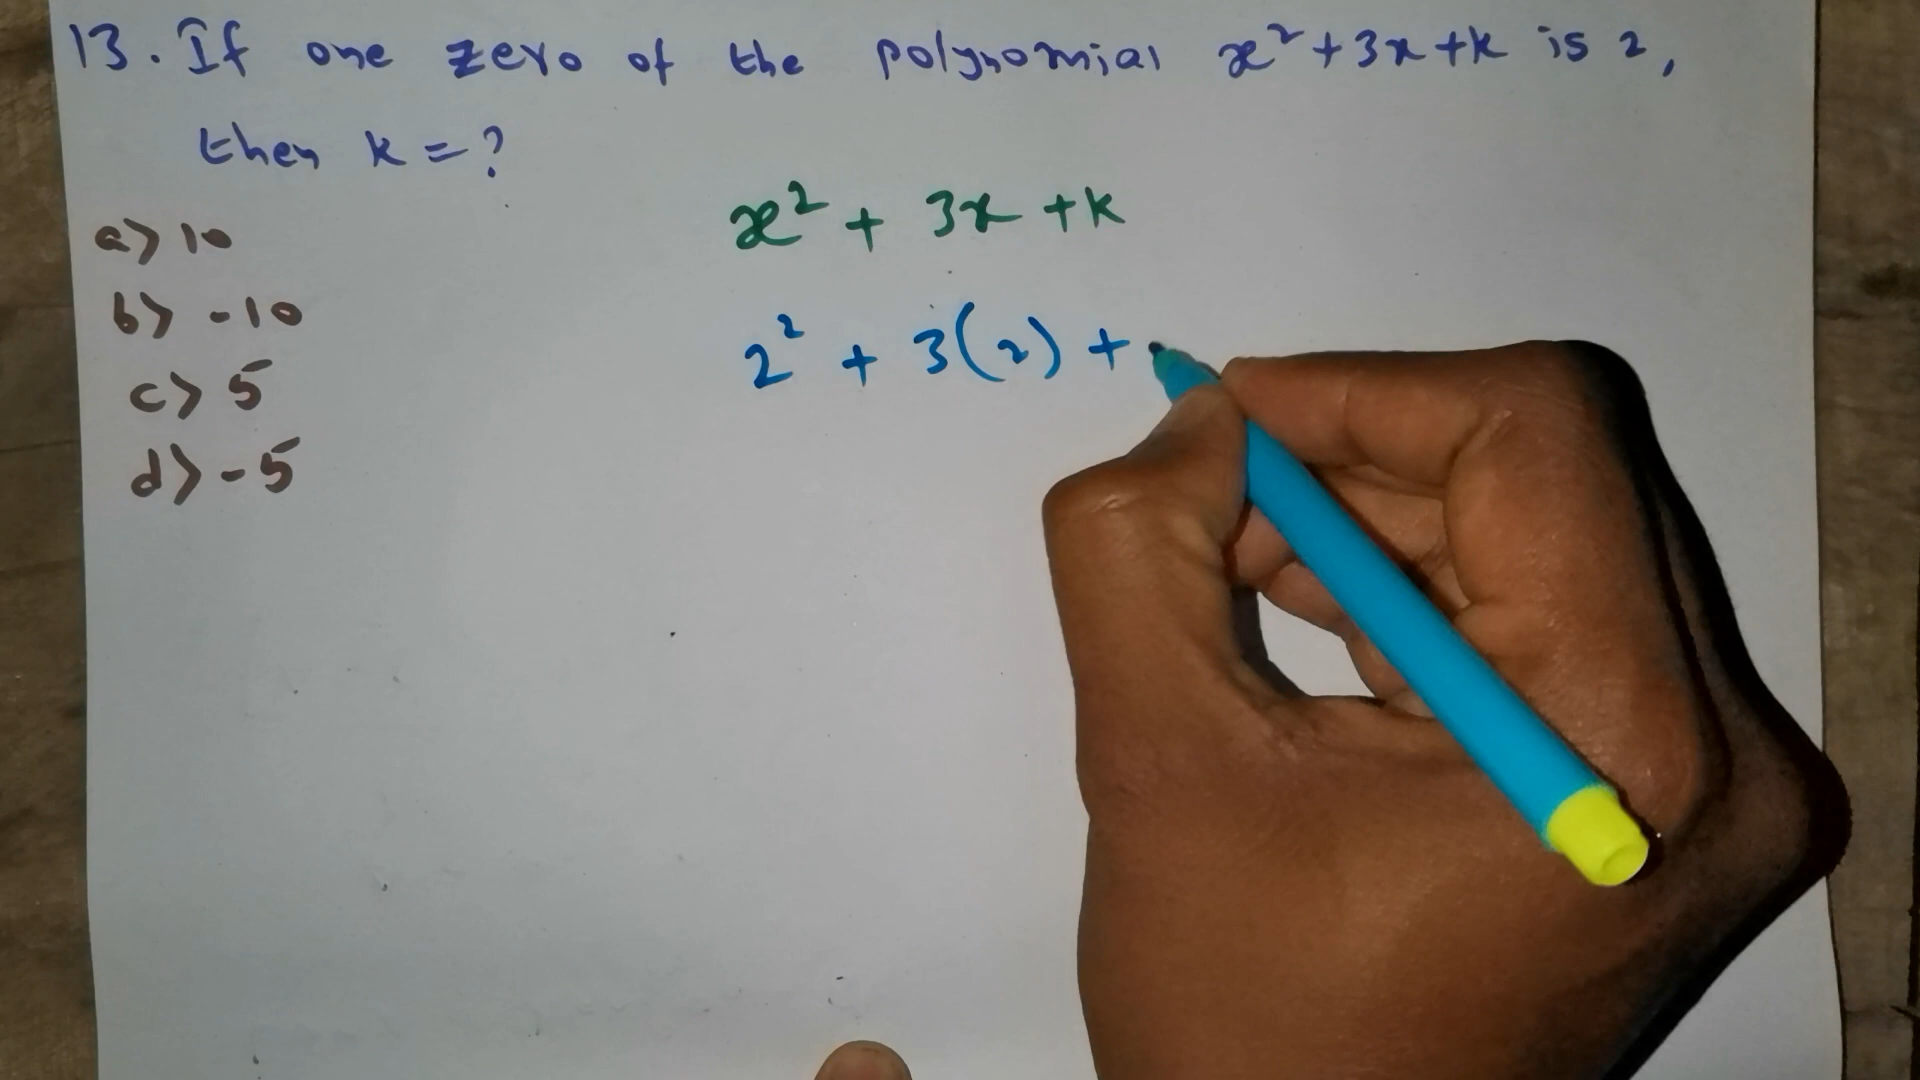 13. If one zero of the polynomial x²+3x+k is 2,
then k = ?
a> 10
b> -10
c> 5
d> -5
x² + 3x + k
2² + 3(2) +